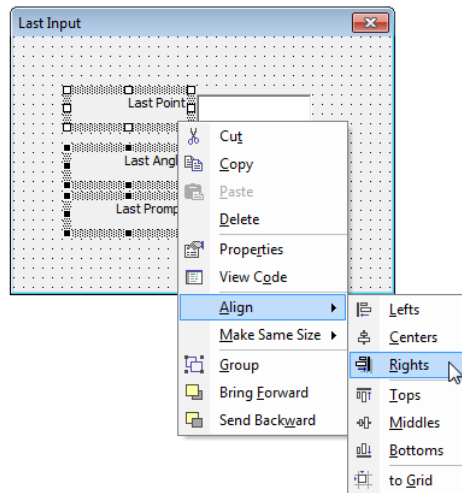 Last Input
Last Point
Last Angl
Last Promp
Cut
Copy
Paste
Delete
Properties
View Code
Align
Make Same Size
Group
Bring Forward
Send Backward
Lefts
Centers
Rights
Tops
Middles
Bottoms
to Grid